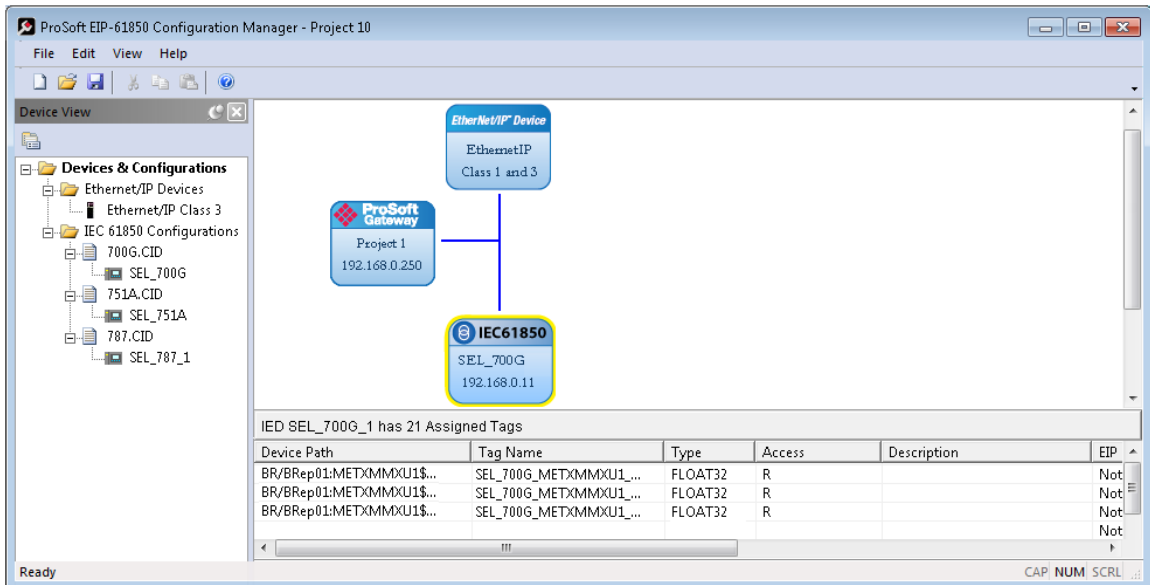 ProSoft EIP-61850 Configuration Manager - Project 10
File Edit View Help
Device View
Devices & Configurations
Ethernet/IP Devices
Ethernet/IP Class 3
IEC 61850 Configurations
700G.CID
SEL_700G
751A.CID
SEL_751A
787.CID
SEL_787_1
EtherNet/IP™ Device
EthernetIP
Class 1 and 3
ProSoft
Gateway
Project 1
192.168.0.250
IEC61850
SEL_700G
192.168.0.11
IED SEL_700G_1 has 21 Assigned Tags
Device Path Tag Name Type Access Description EIP
BR/BRep01:METXMMXU1$... SEL_700G_METXMMXU1_... FLOAT32 R Not
BR/BRep01:METXMMXU1$... SEL_700G_METXMMXU1_... FLOAT32 R Not
BR/BRep01:METXMMXU1$... SEL_700G_METXMMXU1_... FLOAT32 R Not
Not
Ready CAP NUM SCRL